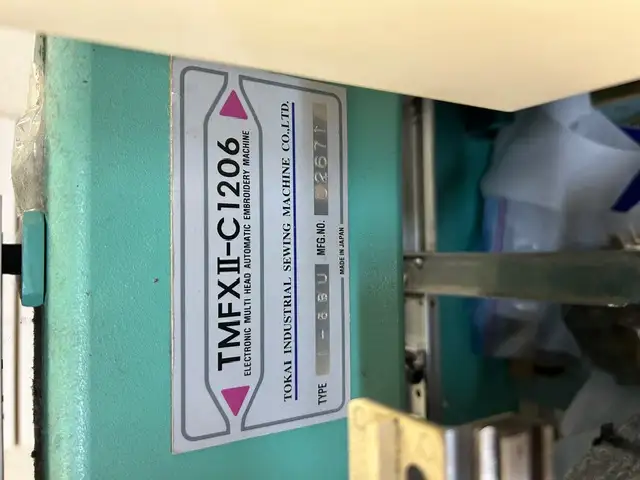 TMFXⅡ-C1206
ELECTRONIC MULTI HEAD AUTOMATIC EMBROIDERY MACHINE
TOKAI INDUSTRIAL SEWING MACHINE CO.,LTD.
TYPE MFG.NO.
MADE IN JAPAN